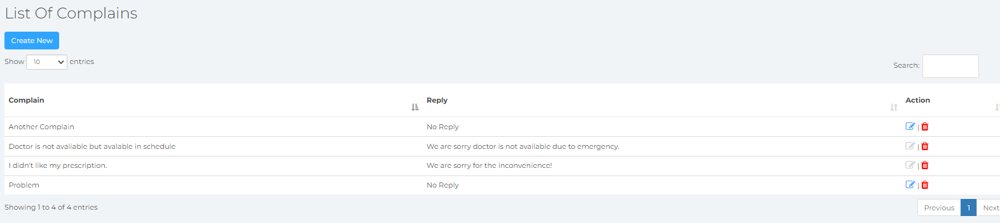 List Of Complains
Create New
Show 10 entries
Search:
Complain Reply Action
Another Complain No Reply |
Doctor is not avaliable but avalable in schedule We are sorry doctor is not available due to emergency. |
I didn't like my prescription. We are sorry for the inconvenience! |
Problem No Reply |
Showing 1 to 4 of 4 entries
Previous 1 Next